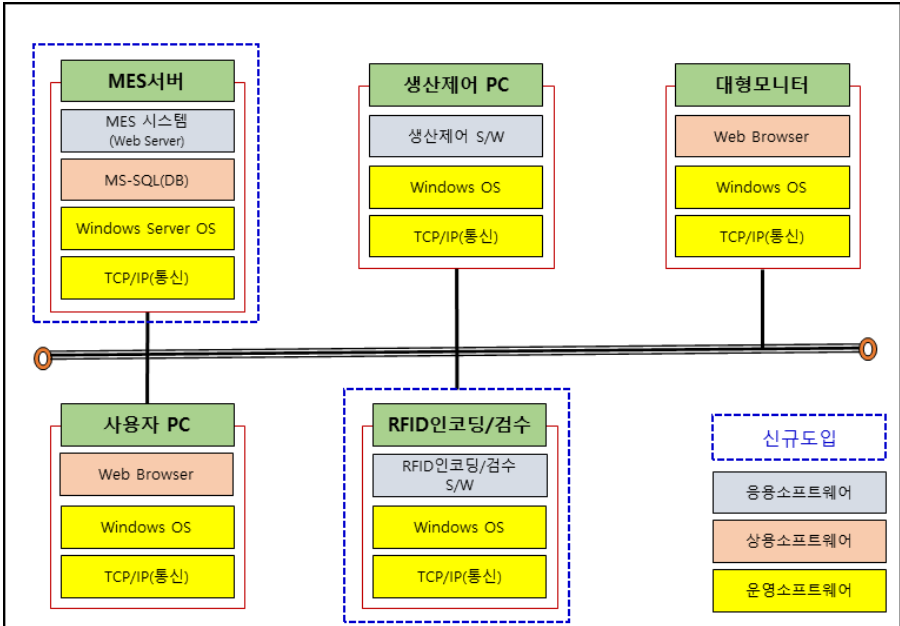 MES서버
MES 시스템
(Web Server)
MS-SQL(DB)
Windows Server OS
TCP/IP(통신)
생산제어 PC
생산제어 S/W
Windows OS
TCP/IP(통신)
대형모니터
Web Browser
Windows OS
TCP/IP(통신)
사용자 PC
Web Browser
Windows OS
TCP/IP(통신)
RFID인코딩/검수
RFID인코딩/검수
S/W
Windows OS
TCP/IP(통신)
신규도입
응용소프트웨어
상용소프트웨어
운영소프트웨어